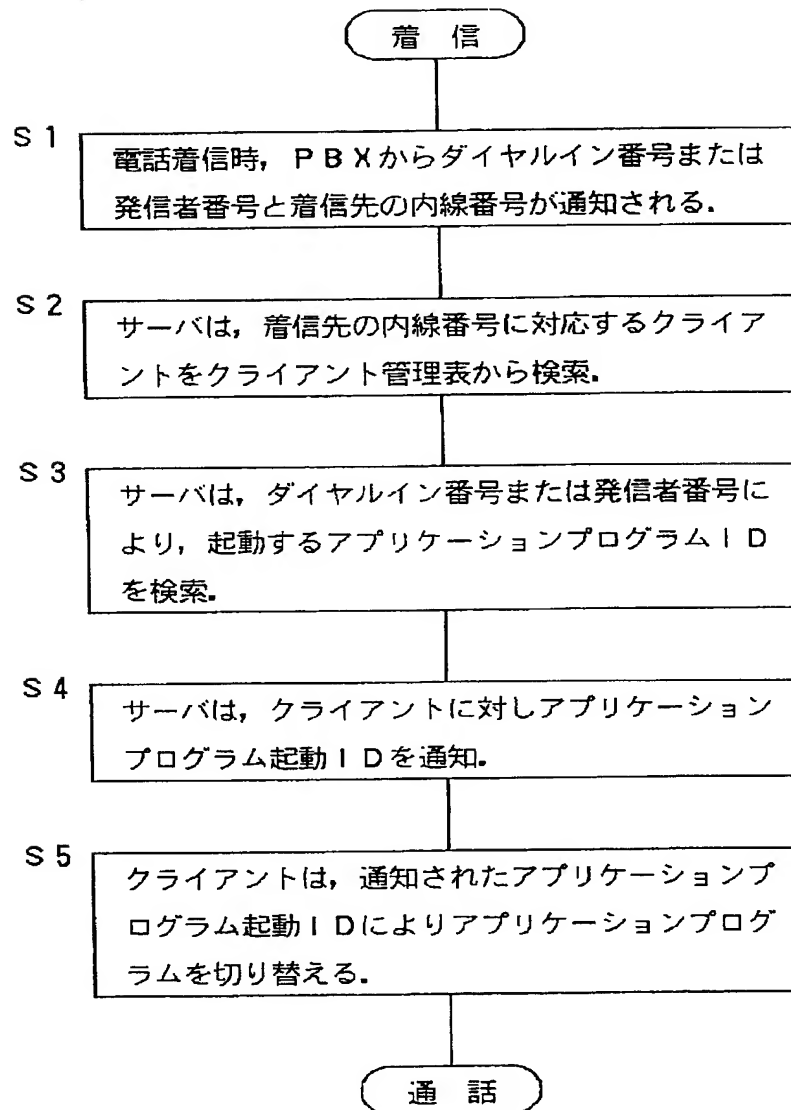 着 信
S1
電話着信時，PBXからダイヤルイン番号または
発信者番号と着信先の内線番号が通知される．
S2
サーバは，着信先の内線番号に対応するクライア
ントをクライアント管理表から検索．
S3
サーバは，ダイヤルイン番号または発信者番号に
より，起動するアプリケーションプログラムID
を検索．
S4
サーバは，クライアントに対しアプリケーション
プログラム起動IDを通知．
S5
クライアントは，通知されたアプリケーションプ
ログラム起動IDによりアプリケーションプログ
ラムを切り替える．
通 話